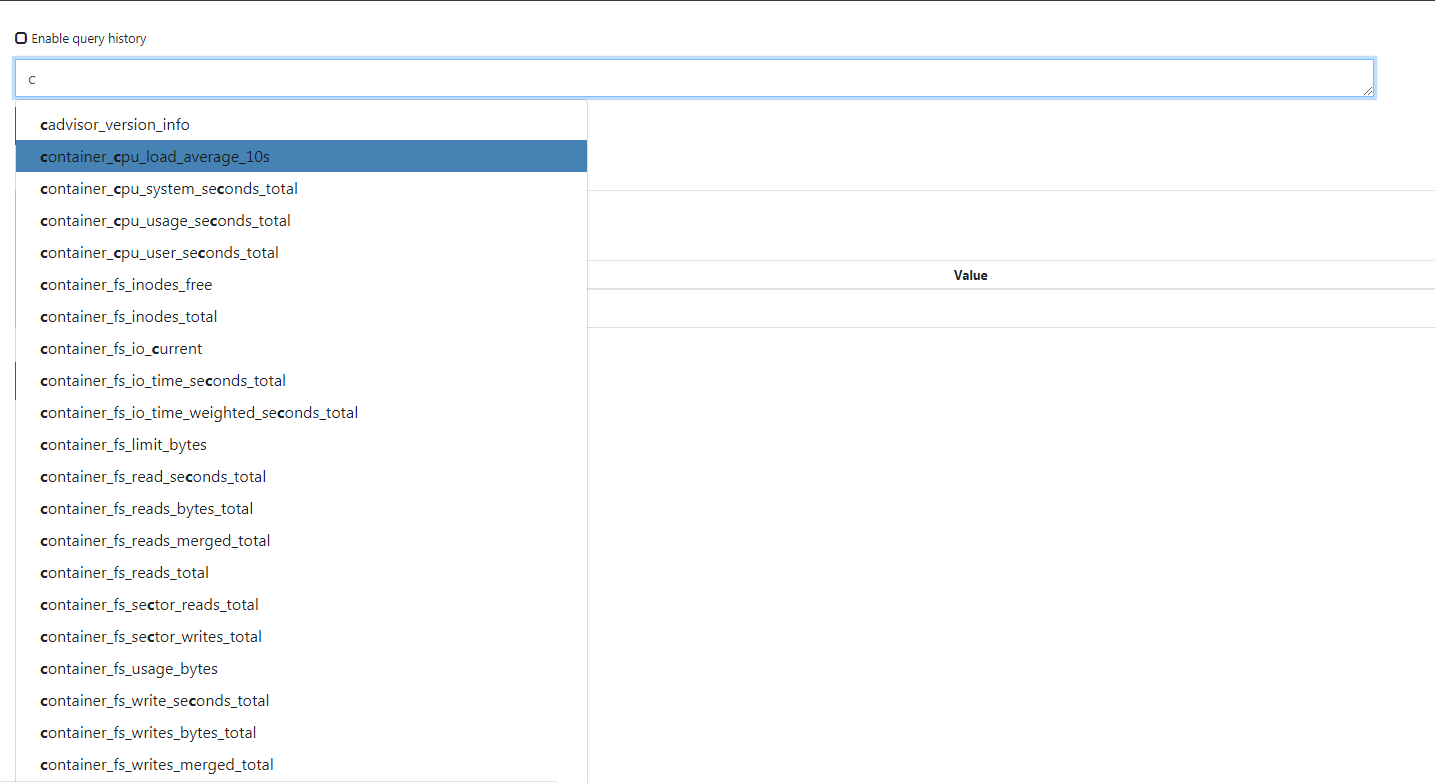 Enable query history
c
cadvisor_version_info
container_cpu_load_average_10s
container_cpu_system_seconds_total
container_cpu_usage_seconds_total
container_cpu_user_seconds_total
container_fs_inodes_free
Value
container_fs_inodes_total
container_fs_io_current
container_fs_io_time_seconds_total
container_fs_io_time_weighted_seconds_total
container_fs_limit_bytes
container_fs_read_seconds_total
container_fs_reads_bytes_total
container_fs_reads_merged_total
container_fs_reads_total
container_fs_sector_reads_total
container_fs_sector_writes_total
container_fs_usage_bytes
container_fs_write_seconds_total
container_fs_writes_bytes_total
container_fs_writes_merged_total